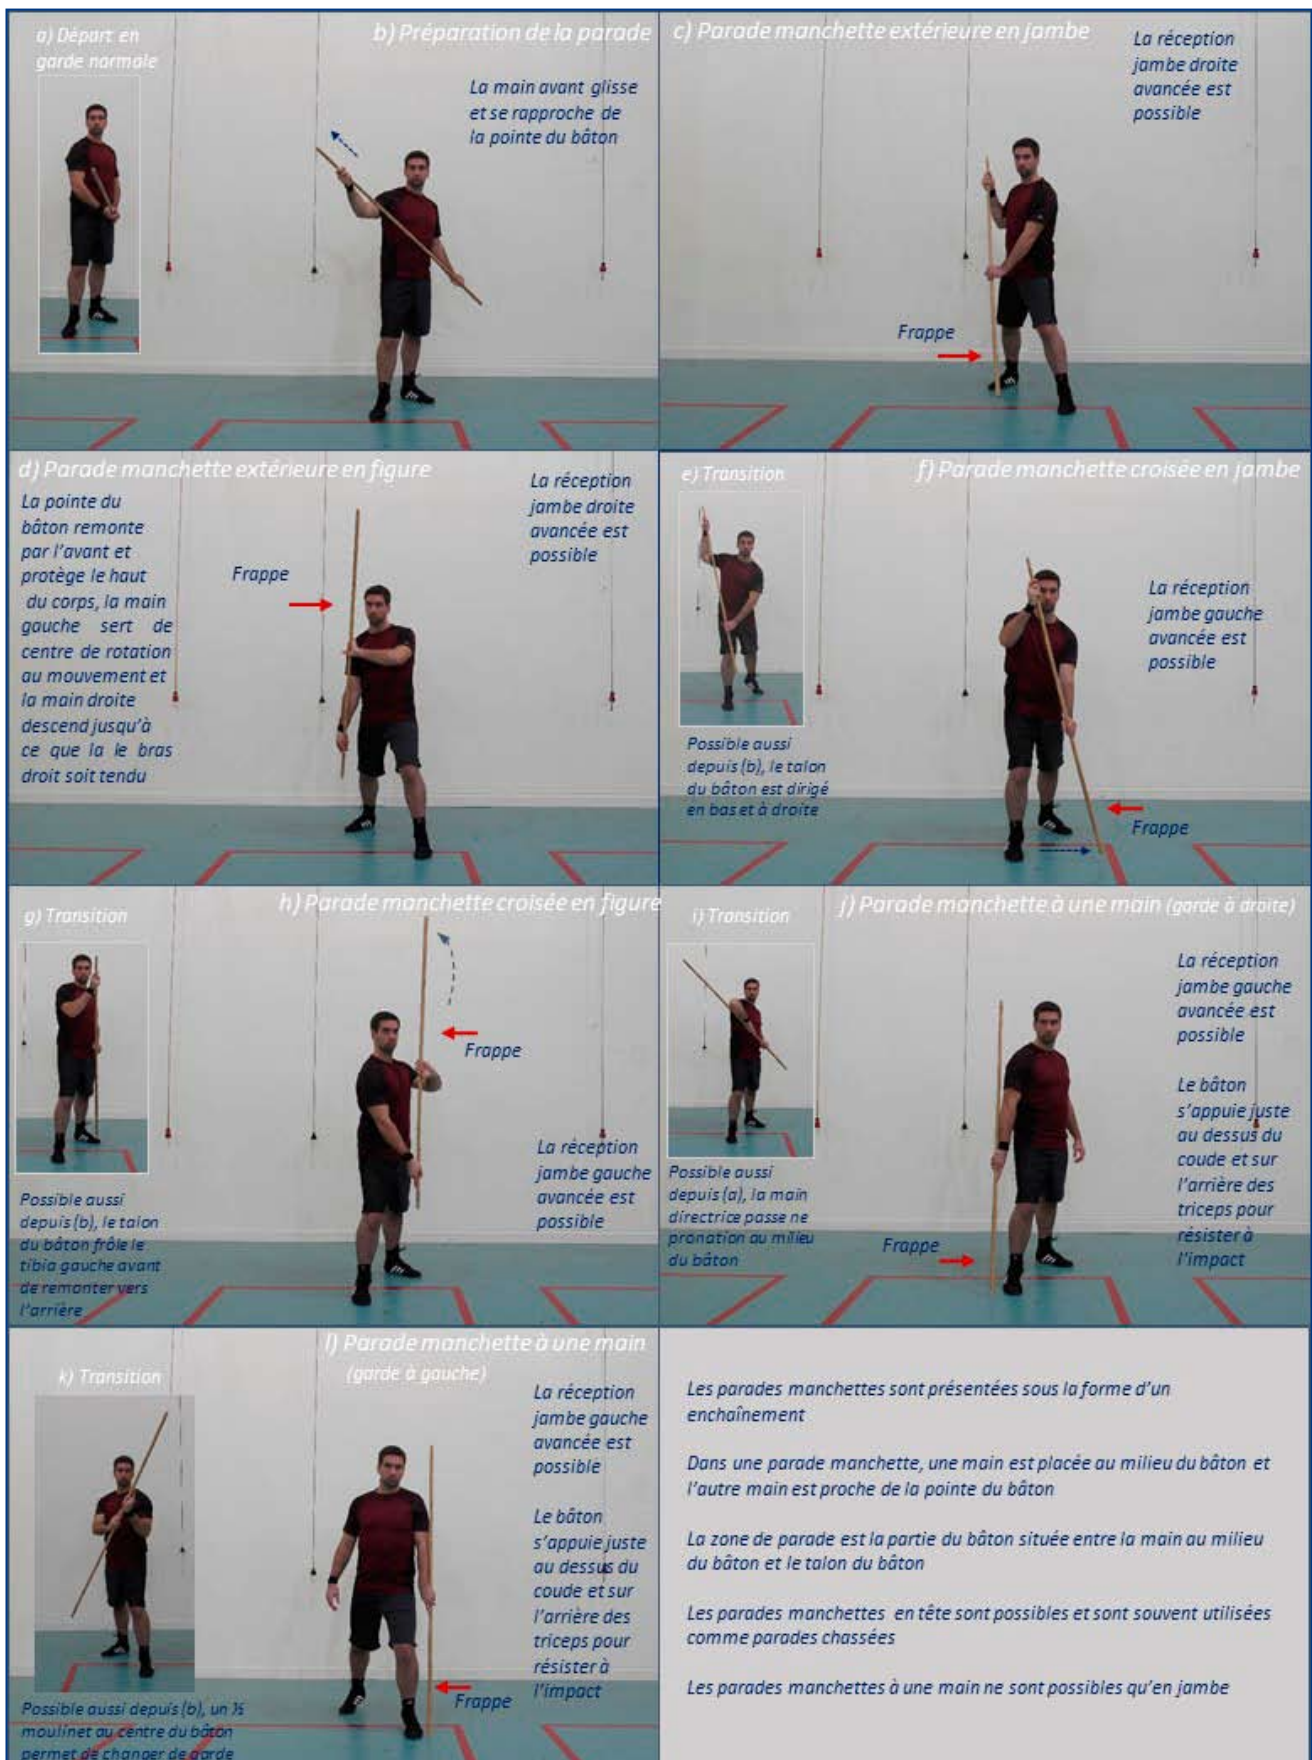 a) Départ en
garde normale
b) Préparation de la parade
La main avant glisse
et se rapproche de
la pointe du bâton
c) Parade manchette extérieure en jambe
La réception
jambe droite
avancée est
possible
Frappe
d) Parade manchette extérieure en figure
La pointe du
bâton remonte
par l'avant et
protège le haut
du corps, la main
gauche sert de
centre de rotation
au mouvement et
la main droite
descend jusqu'à
ce que la le bras
droit soit tendu
Frappe
La réception
jambe droite
avancée est
possible
e) Transition
Possible aussi
depuis (b), le talon
du bâton est dirigé
en bas et à droite
f) Parade manchette croisée en jambe
La réception
jambe gauche
avancée est
possible
Frappe
g) Transition
Possible aussi
depuis (b), le talon
du bâton frôle le
tibia gauche avant
de remonter vers
l'arrière
h) Parade manchette croisée en figure
Frappe
La réception
jambe gauche
avancée est
possible
i) Transition
Possible aussi
depuis (a), la main
directrice passe ne
pronation au milieu
du bâton
j) Parade manchette à une main (garde à droite)
La réception
jambe gauche
avancée est
possible
Le bâton
s'appuie juste
au dessus du
coude et sur
l'arrière des
triceps pour
résister à
l'impact
Frappe
k) Transition
Possible aussi depuis (b), un ½
moulinet au centre du bâton
permet de changer de garde
l) Parade manchette à une main
(garde à gauche)
La réception
jambe gauche
avancée est
possible
Le bâton
s'appuie juste
au dessus du
coude et sur
l'arrière des
triceps pour
résister à
l'impact
Frappe
Les parades manchettes sont présentées sous la forme d'un
enchaînement
Dans une parade manchette, une main est placée au milieu du bâton et
l'autre main est proche de la pointe du bâton
La zone de parade est la partie du bâton située entre la main au milieu
du bâton et le talon du bâton
Les parades manchettes en tête sont possibles et sont souvent utilisées
comme parades chassées
Les parades manchettes à une main ne sont possibles qu'en jambe